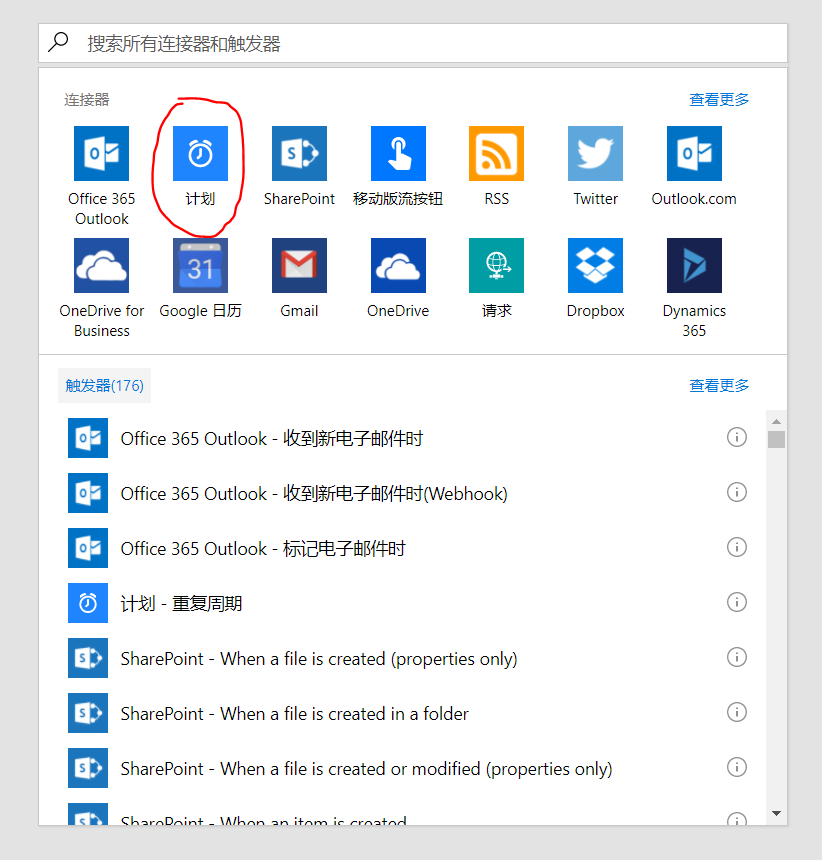 搜索所有连接器和触发器
连接器
查看更多
Office 365
Outlook
计划
SharePoint
移动版流按钮
RSS
Twitter
Outlook.com
OneDrive for
Business
31
Google 日历
Gmail
OneDrive
请求
Dropbox
Dynamics
365
触发器(176)
查看更多
Office 365 Outlook - 收到新电子邮件时
Office 365 Outlook - 收到新电子邮件时(Webhook)
Office 365 Outlook - 标记电子邮件时
计划 - 重复周期
SharePoint - When a file is created (properties only)
SharePoint - When a file is created in a folder
SharePoint - When a file is created or modified (properties only)
SharePoint - When an item is created